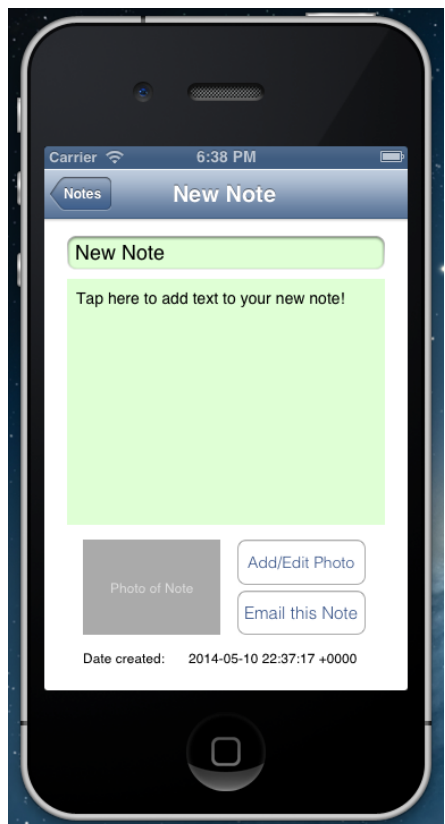 Carrier 6:38 PM
Notes New Note
New Note
Tap here to add text to your new note!
Photo of Note
Add/Edit Photo
Email this Note
Date created: 2014-05-10 22:37:17 +0000